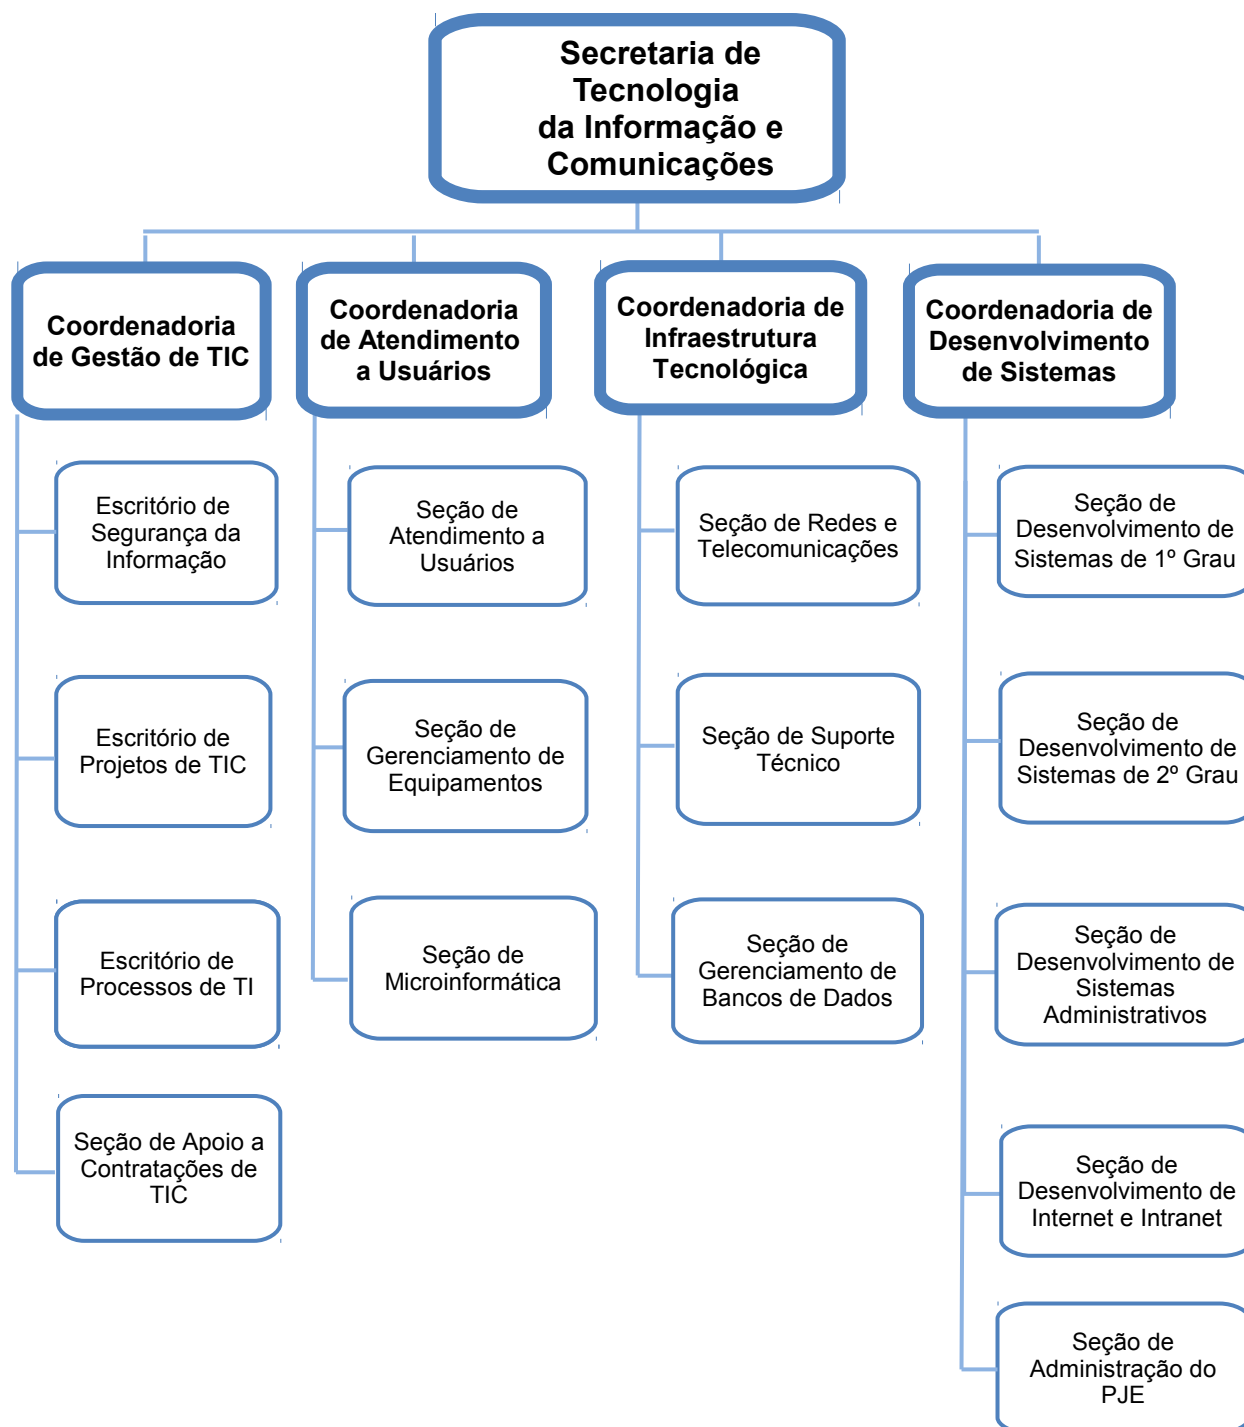 Secretaria de
Tecnologia
da Informação e
Comunicações
Coordenadoria
de Gestão de TIC
Coordenadoria
de Atendimento
a Usuários
Coordenadoria de
Infraestrutura
Tecnológica
Coordenadoria de
Desenvolvimento
de Sistemas
Escritório de
Segurança da
Informação
Seção de
Atendimento a
Usuários
Seção de Redes e
Telecomunicações
Seção de
Desenvolvimento de
Sistemas de 1º Grau
Escritório de
Projetos de TIC
Seção de
Gerenciamento de
Equipamentos
Seção de Suporte
Técnico
Seção de
Desenvolvimento de
Sistemas de 2º Grau
Escritório de
Processos de TI
Seção de
Microinformática
Seção de
Gerenciamento de
Bancos de Dados
Seção de
Desenvolvimento de
Sistemas
Administrativos
Seção de Apoio a
Contratações de
TIC
Seção de
Desenvolvimento de
Internet e Intranet
Seção de
Administração do
PJE